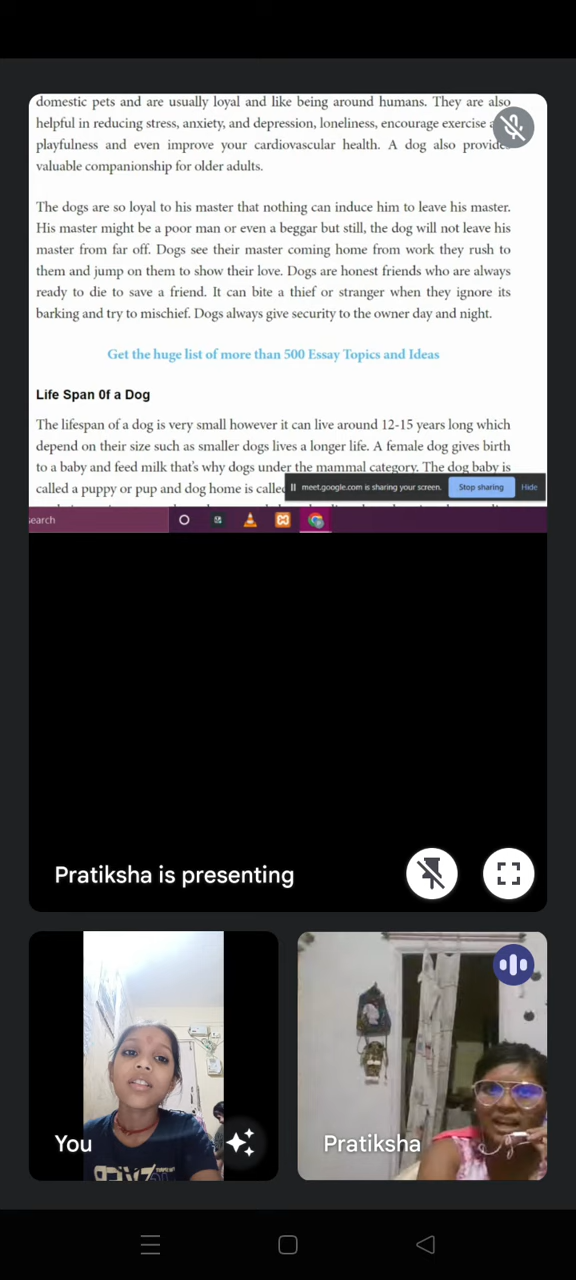 domestic pets and are usually loyal and like being around humans. They are also
helpful in reducing stress, anxiety, and depression, loneliness, encourage exercise
playfulness and even improve your cardiovascular health. A dog also provides
valuable companionship for older adults.
The dogs are so loyal to his master that nothing can induce him to leave his master.
His master might be a poor man or even a beggar but still, the dog will not leave his
master from far off. Dogs see their master coming home from work they rush to
them and jump on them to show their love. Dogs are honest friends who are always
ready to die to save a friend. It can bite a thief or stranger when they ignore its
barking and try to mischief. Dogs always give security to the owner day and night.
Get the huge list of more than 500 Essay Topics and Ideas
Life Span 0f a Dog
The lifespan of a dog is very small however it can live around 12-15 years long which
depend on their size such as smaller dogs lives a longer life. A female dog gives birth
to a baby and feed milk that's why dogs under the mammal category. The dog baby is
called a puppy or pup and dog home is called
meet.google.com is sharing your screen.
Stop sharing
Hide
earch
Pratiksha is presenting
You
Pratiksha